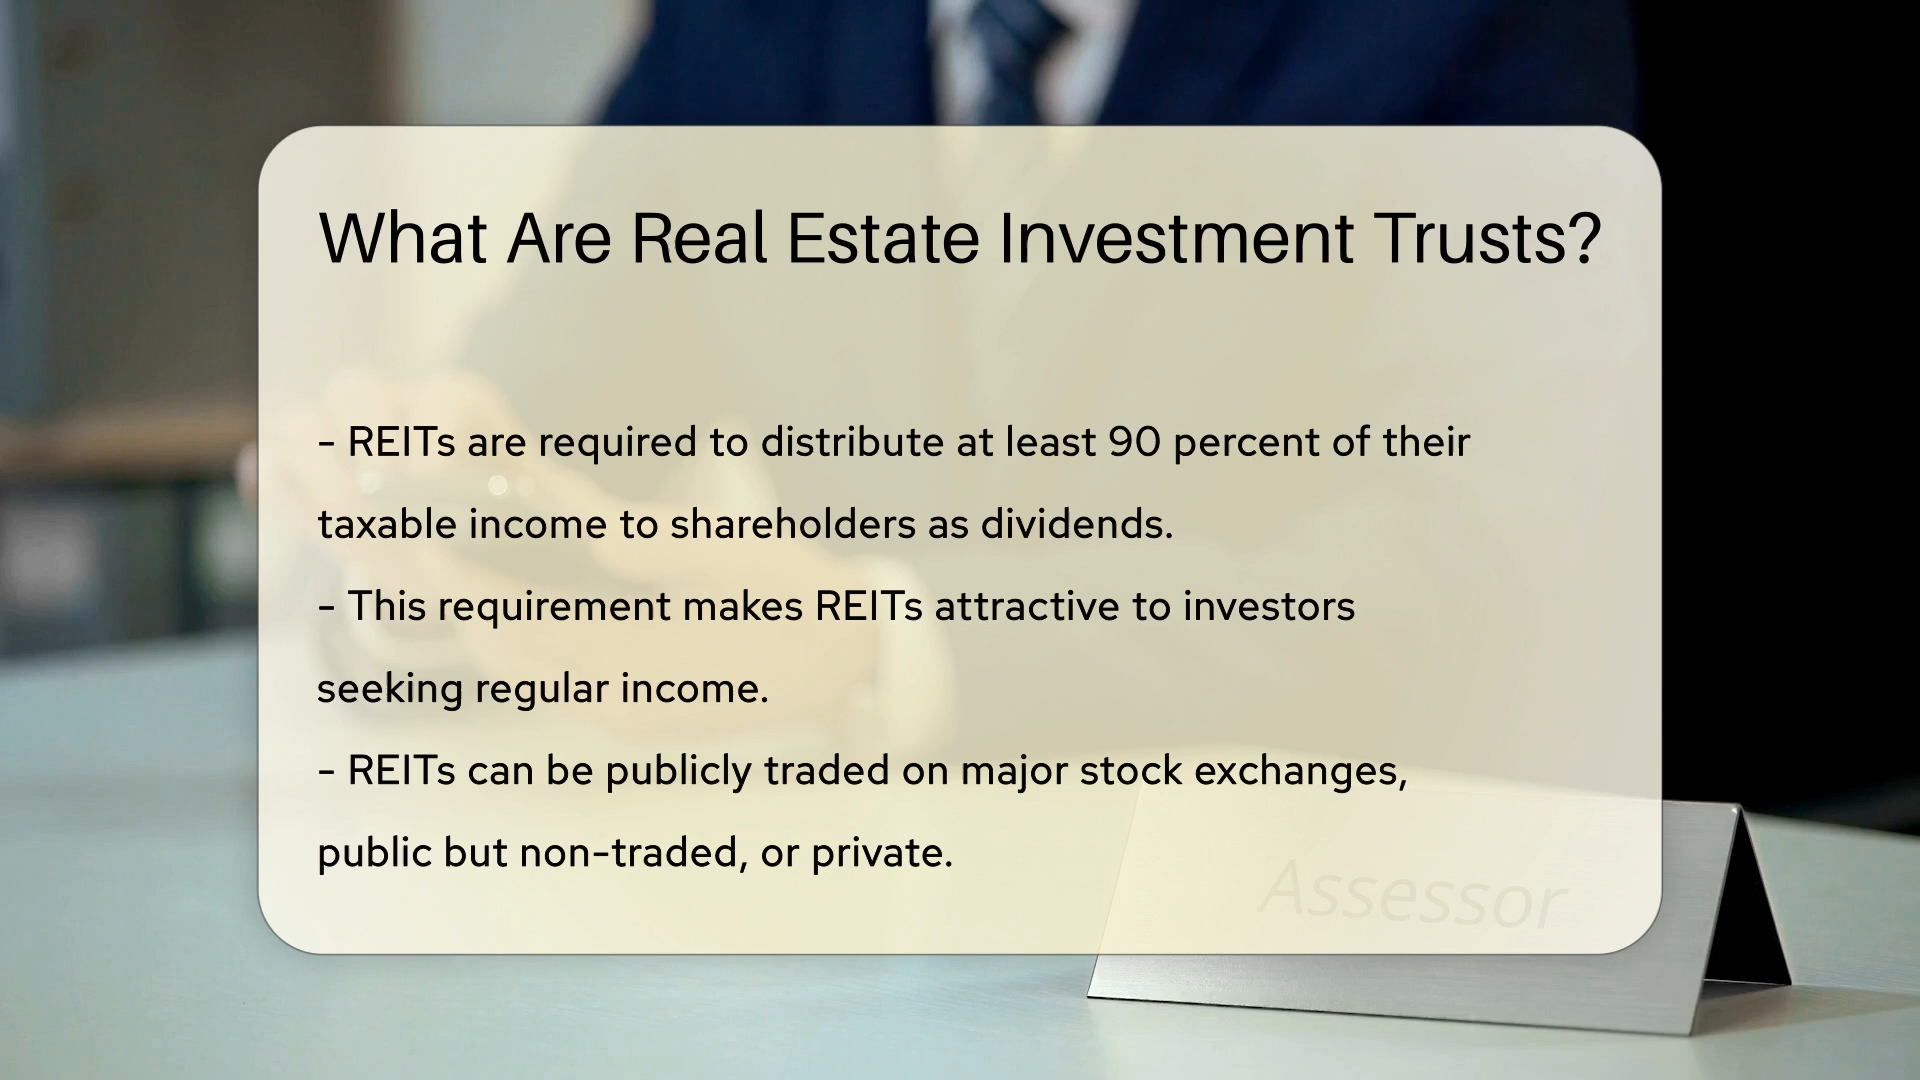 What Are Real Estate Investment Trusts?
- REITs are required to distribute at least 90 percent of their
taxable income to shareholders as dividends.
- This requirement makes REITs attractive to investors
seeking regular income.
- REITs can be publicly traded on major stock exchanges,
public but non-traded, or private.
Assessor